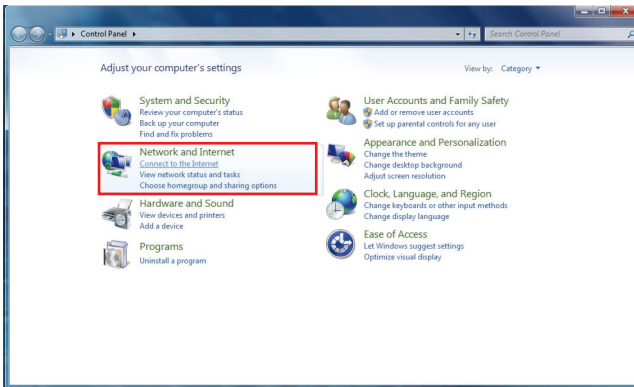 Control Panel
Search Control Panel
Adjust your computer's settings
View by: Category
System and Security
Review your computer's status
Back up your computer
Find and fix problems
Network and Internet
Connect to the Internet
View network status and tasks
Choose homegroup and sharing options
Hardware and Sound
View devices and printers
Add a device
Programs
Uninstall a program
User Accounts and Family Safety
Add or remove user accounts
Set up parental controls for any user
Appearance and Personalization
Change the theme
Change desktop background
Adjust screen resolution
Clock, Language, and Region
Change keyboards or other input methods
Change display language
Ease of Access
Let Windows suggest settings
Optimize visual display